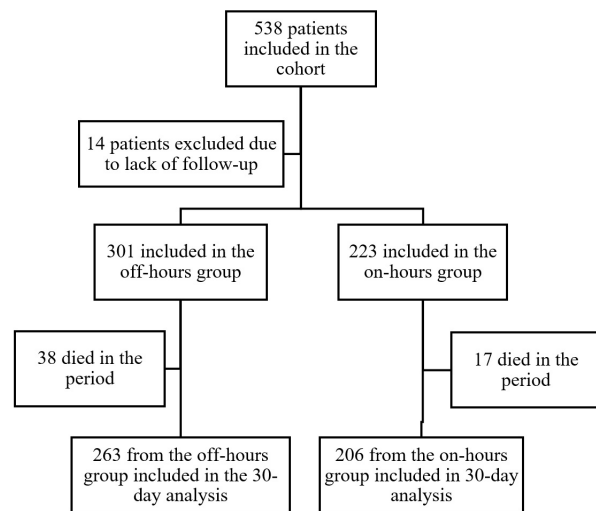 538 patients
included in the
cohort
14 patients excluded due
to lack of follow-up
301 included in the
off-hours group
223 included in the
on-hours group
38 died in the
period
17 died in the
period
263 from the off-hours
group included in the 30-
day analysis
206 from the on-hours
group included in 30-day
analysis